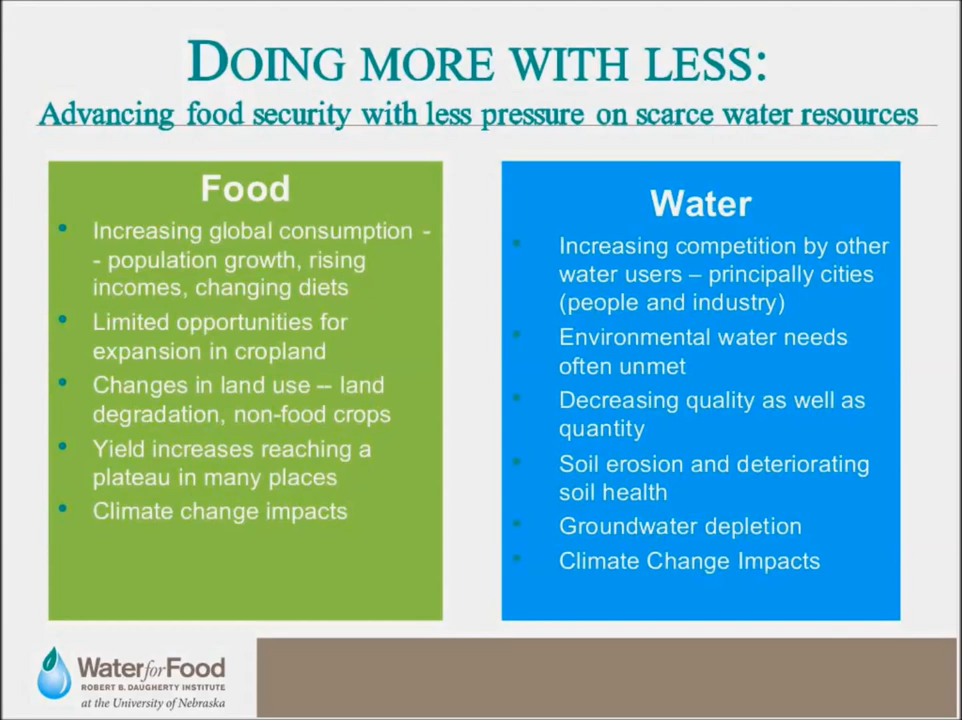 DOING MORE WITH LESS:
Advancing food security with less pressure on scarce water resources
Food
• Increasing global consumption -
- population growth, rising
incomes, changing diets
• Limited opportunities for
expansion in cropland
• Changes in land use -- land
degradation, non-food crops
• Yield increases reaching a
plateau in many places
• Climate change impacts
Water
• Increasing competition by other
water users – principally cities
(people and industry)
• Environmental water needs
often unmet
• Decreasing quality as well as
quantity
• Soil erosion and deteriorating
soil health
• Groundwater depletion
• Climate Change Impacts
Water for Food
ROBERT B. DAUGHERTY INSTITUTE
at the University of Nebraska